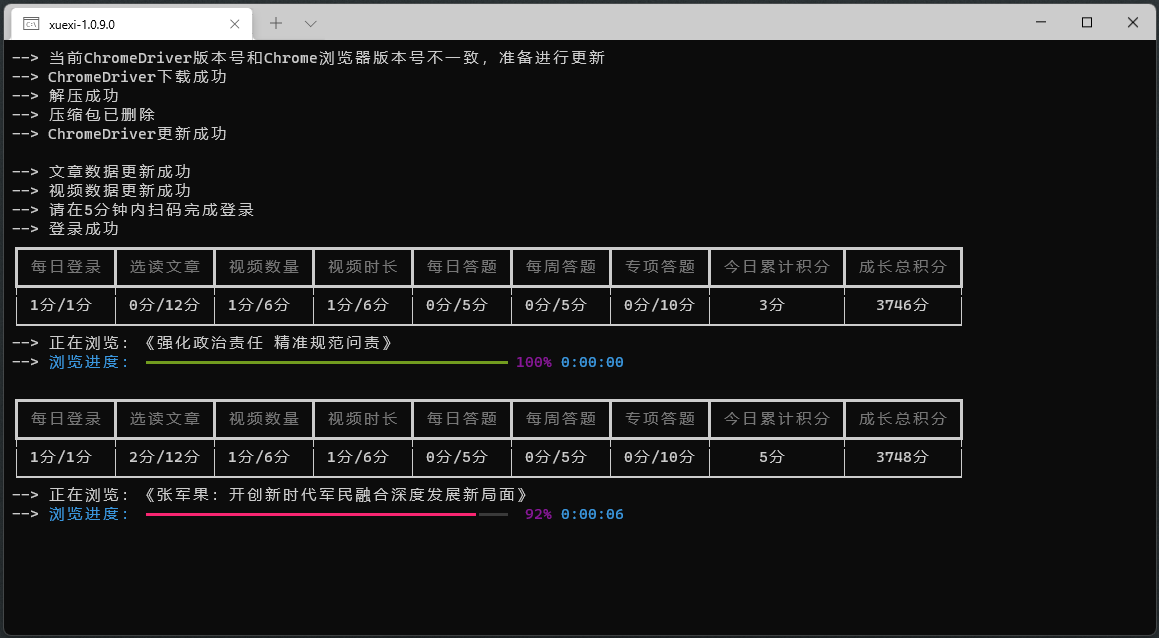 xuexi-1.0.9.0
--> 当前ChromeDriver版本号和Chrome浏览器版本号不一致，准备进行更新
--> ChromeDriver下载成功
--> 解压成功
--> 压缩包已删除
--> ChromeDriver更新成功
--> 文章数据更新成功
--> 视频数据更新成功
--> 请在5分钟内扫码完成登录
--> 登录成功
每日登录 选读文章 视频数量 视频时长 每日答题 每周答题 专项答题 今日累计积分 成长总积分
1分/1分 0分/12分 1分/6分 1分/6分 0分/5分 0分/5分 0分/10分 3分 3746分
--> 正在浏览：《强化政治责任 精准规范问责》
--> 浏览进度： 100% 0:00:00
每日登录 选读文章 视频数量 视频时长 每日答题 每周答题 专项答题 今日累计积分 成长总积分
1分/1分 2分/12分 1分/6分 1分/6分 0分/5分 0分/5分 0分/10分 5分 3748分
--> 正在浏览：《张军果：开创新时代军民融合深度发展新局面》
--> 浏览进度： 92% 0:00:06